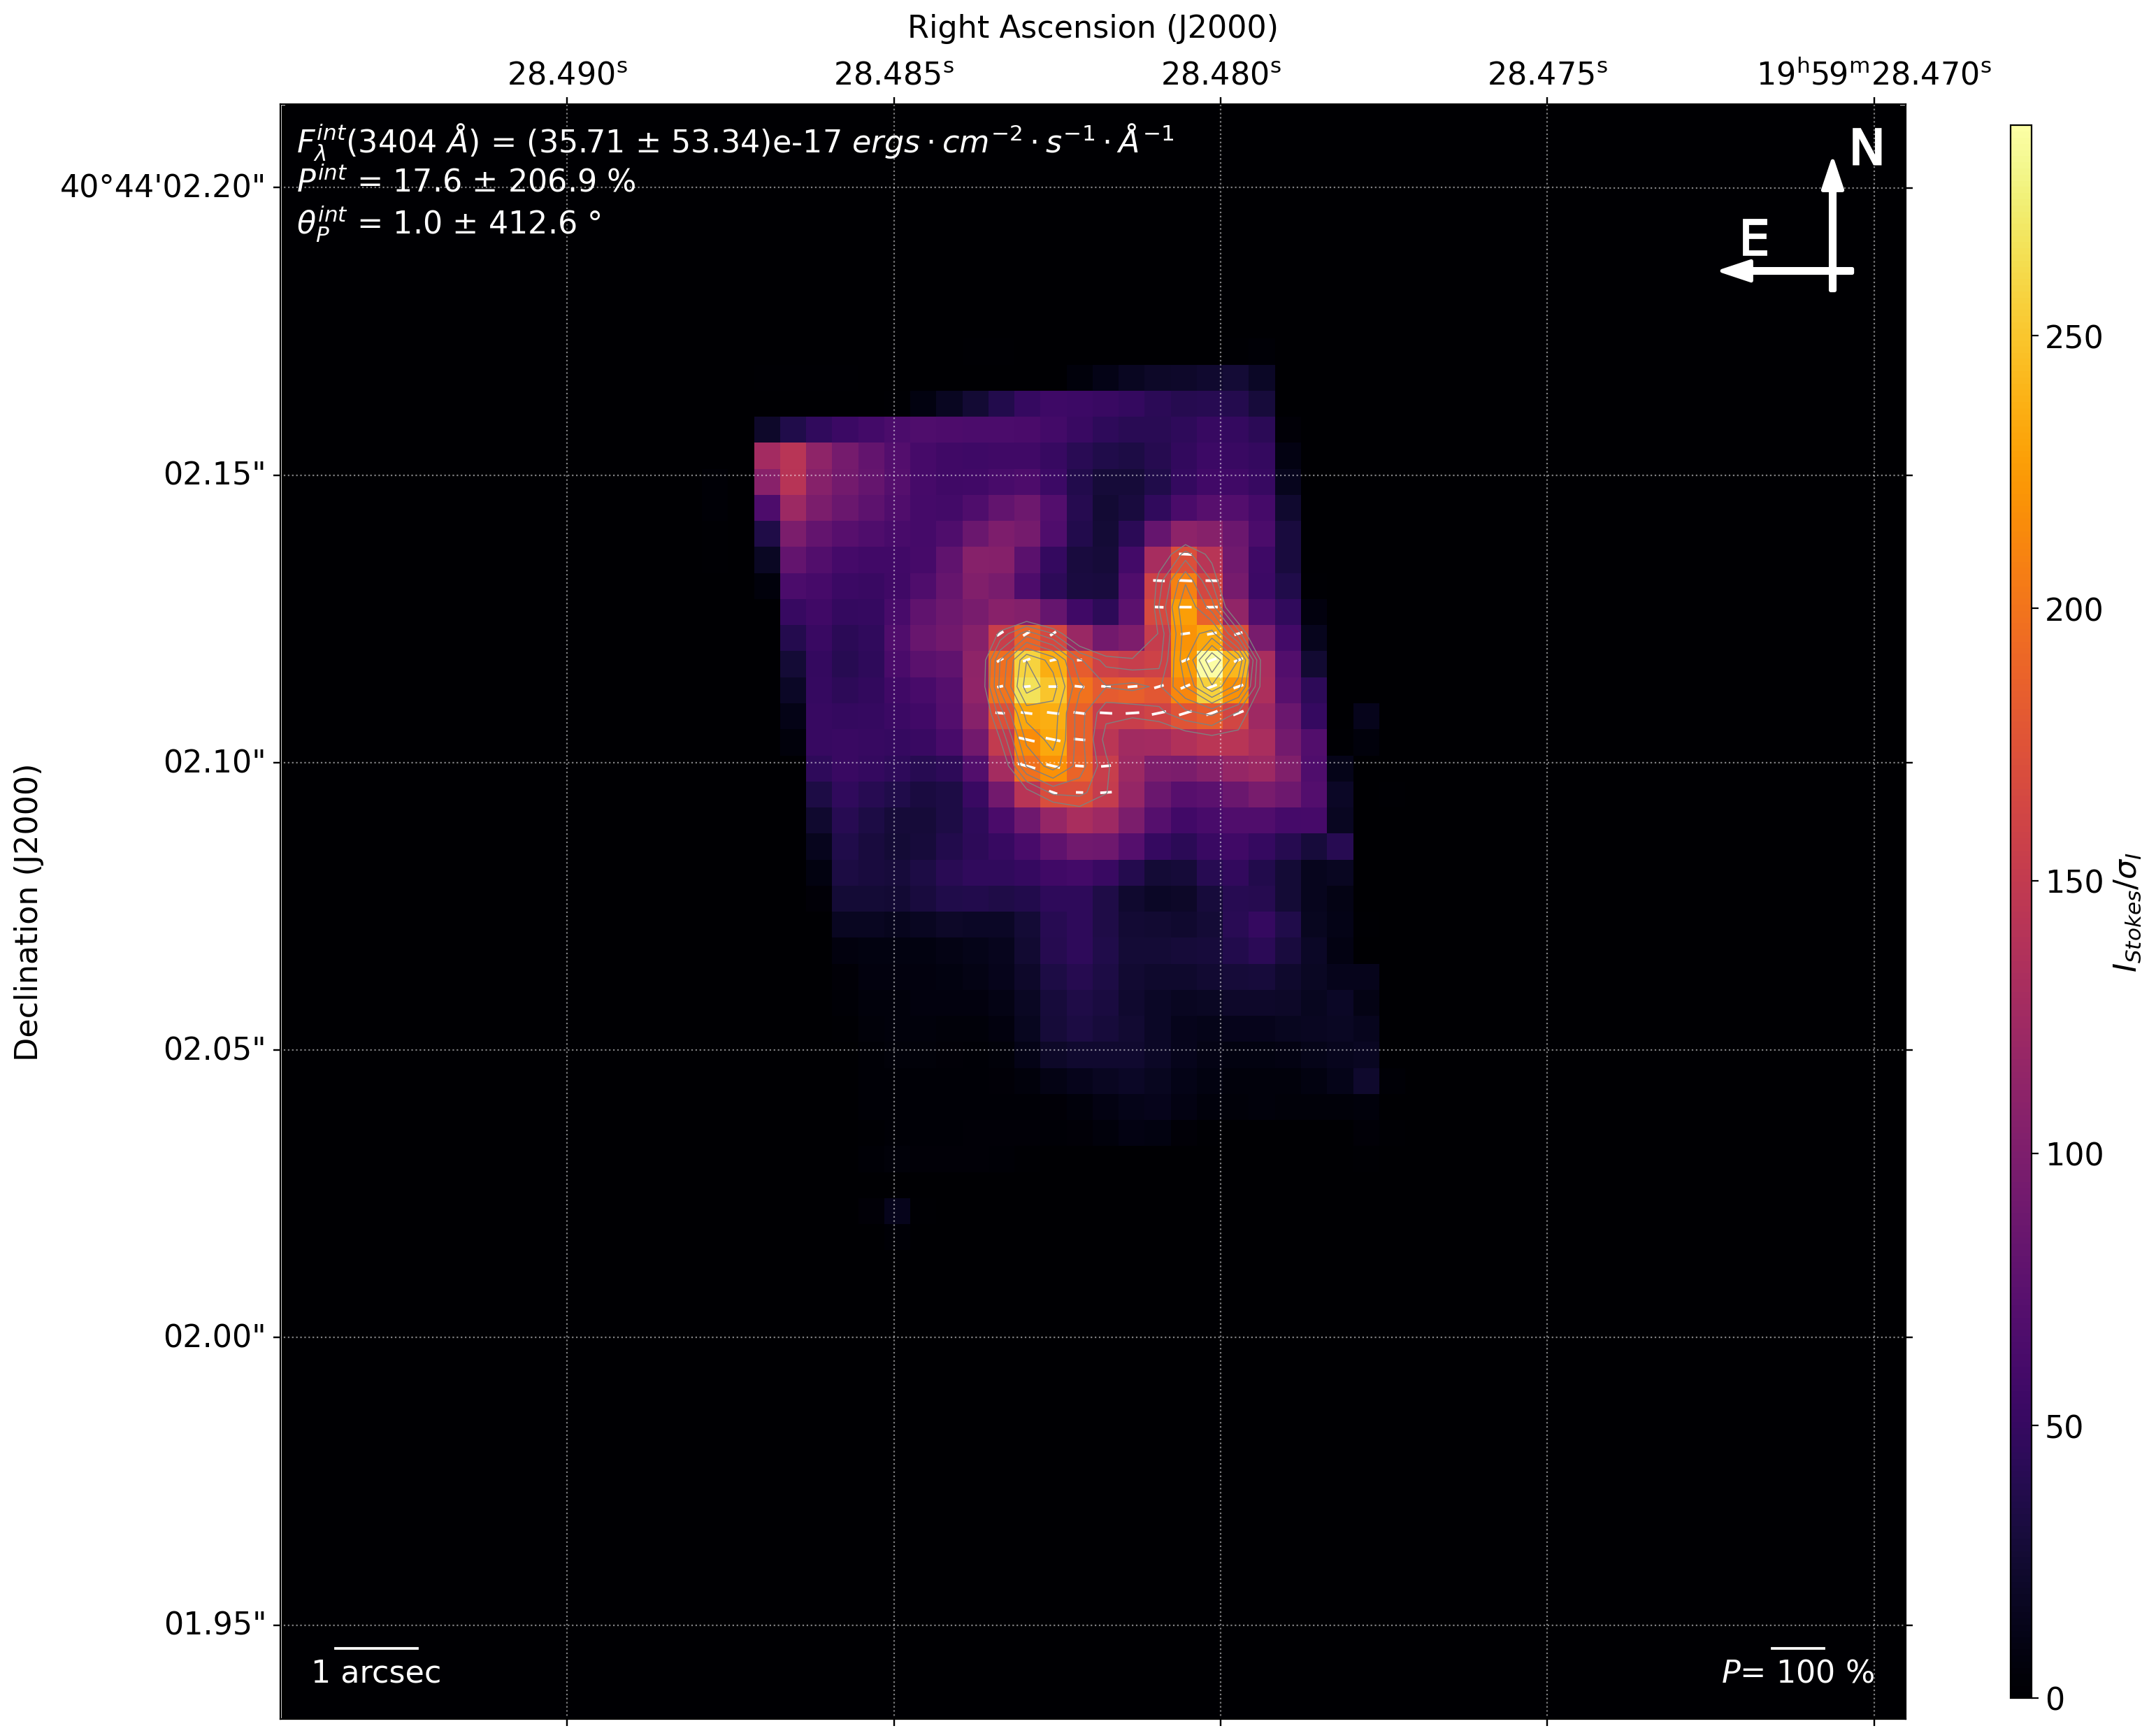 Right Ascension (J2000)
28.490ˢ 28.485ˢ 28.480ˢ 28.475ˢ 19ʰ59ᵐ28.470ˢ
F_λ^int(3404 Å) = (35.71 ± 53.34)e-17 ergs · cm⁻² · s⁻¹ · Å⁻¹
P^int = 17.6 ± 206.9 %
θ_P^int = 1.0 ± 412.6 °
N
E
40°44'02.20"
02.15"
02.10"
02.05"
02.00"
01.95"
Declination (J2000)
1 arcsec
P= 100 %
250
200
150
100
50
0
I_Stokes/σ_I